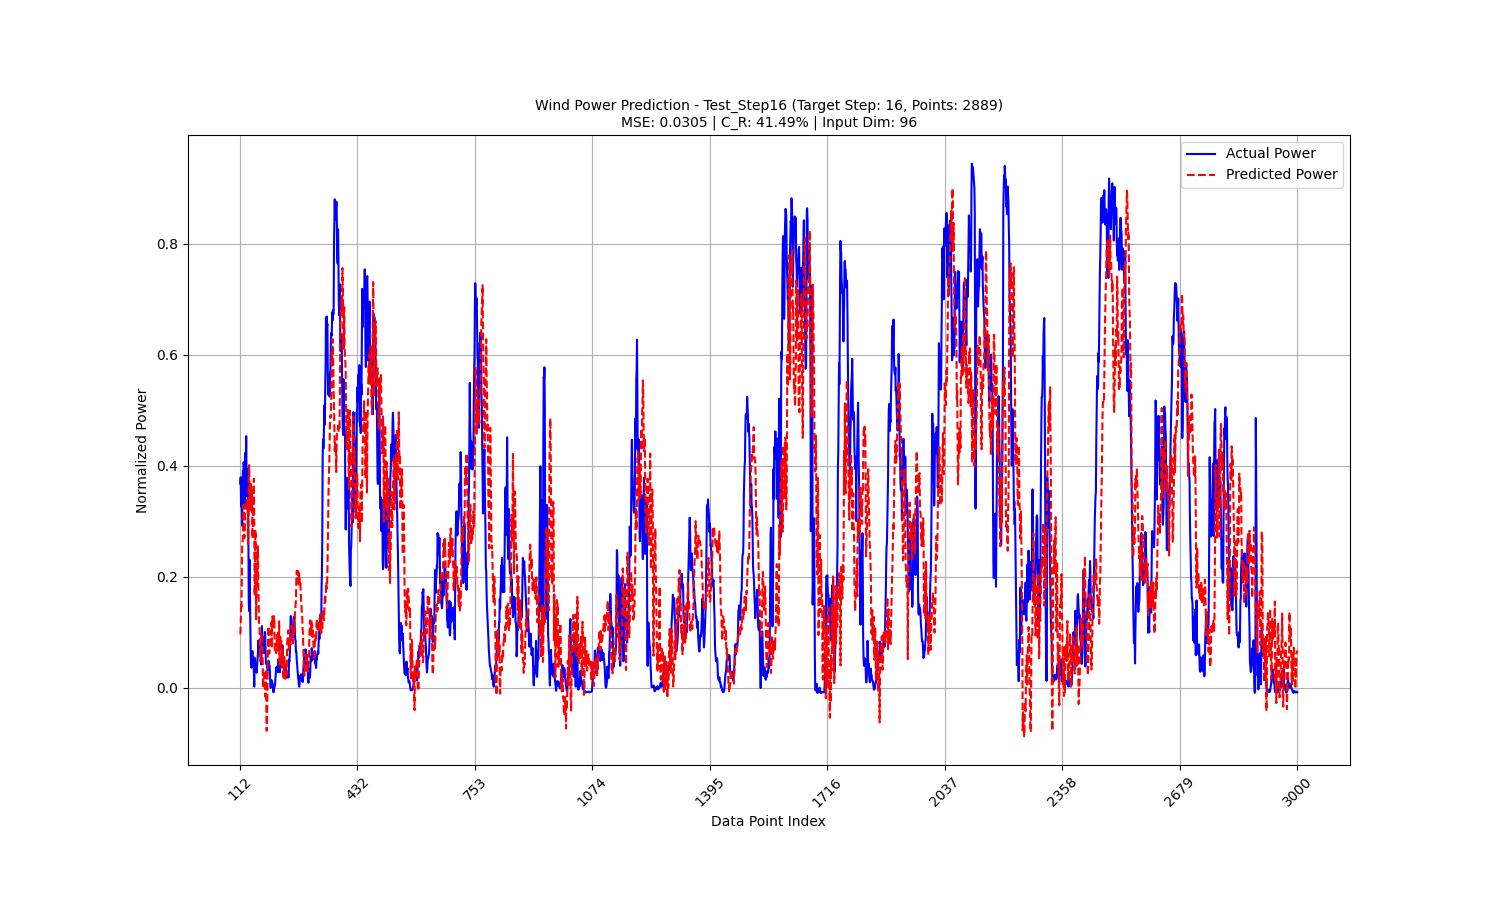 Wind Power Prediction - Test_Step16 (Target Step: 16, Points: 2889)
MSE: 0.0305 | C_R: 41.49% | Input Dim: 96
Actual Power
Predicted Power
Normalized Power
0.8
0.6
0.4
0.2
0.0
112
432
753
1074
1395
1716
2037
2358
2679
3000
Data Point Index